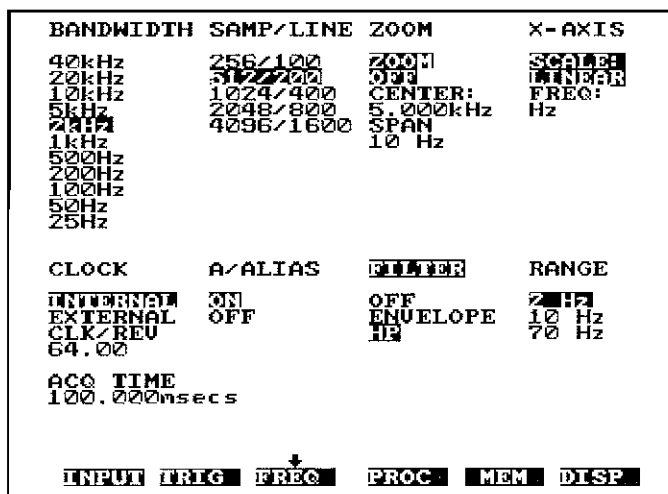 BANDWIDTH SAMP/LINE ZOOM X-AXIS
40kHz 256/100 ZOOM SCALE:
20kHz 512/200 OFF LINEAR
10kHz 1024/400 CENTER: FREQ:
5kHz 2048/800 5.000kHz Hz
2kHz 4096/1600 SPAN
1kHz 10 Hz
500Hz
200Hz
100Hz
50Hz
25Hz
CLOCK A/ALIAS FILTER RANGE
INTERNAL ON OFF 2 Hz
EXTERNAL OFF ENVELOPE 10 Hz
CLK/REV HP 70 Hz
64.00
ACQ TIME
100.000msecs
INPUT TRIG FREQ PROC MEM DISP